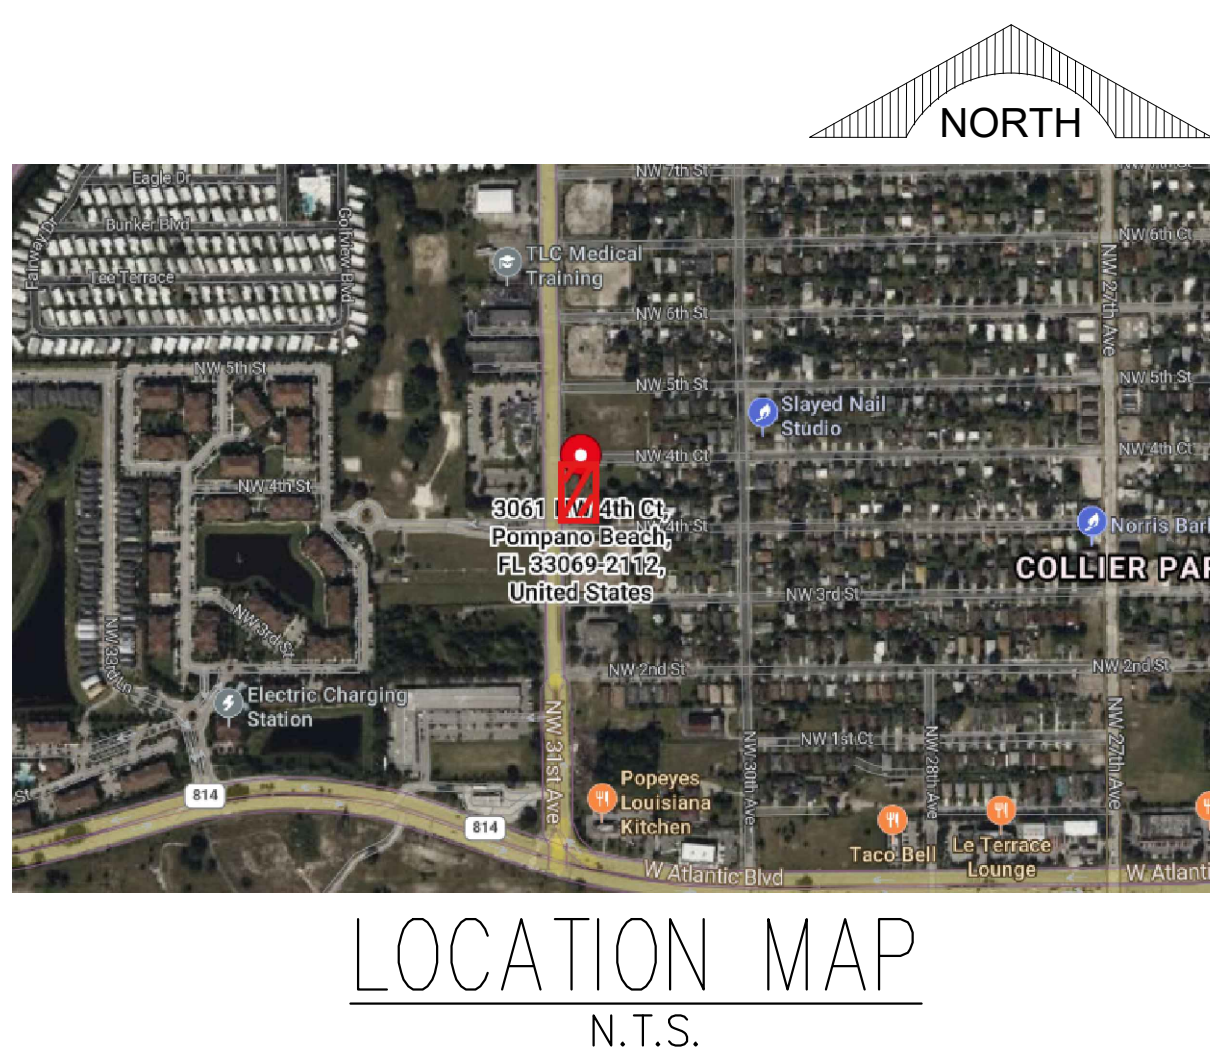 NORTH
Eagle Dr
NW 7th St
Bunker Blvd
Golfview Blvd
Fairway Dr
NW 6th Ct
TLC Medical
Training
Tee Terrace
NW 27th Ave
NW 6th St
NW 5th St
NW 5th St
NW 5th St
Slayed Nail
Studio
NW 4th Ct
NW 4th Ct
NW 4th St
3061 NW 4th Ct,
Pompano Beach,
FL 33069-2112,
United States
NW 4th St
Norris Bar
COLLIER PAR
NW 3rd St
NW 3rd St
NW 33rd Ln
NW 2nd St
NW 2nd St
Electric Charging
Station
NW 31st Ave
NW 1st Ct
NW 30th Ave
NW 28th Ave
NW 27th Ave
St
814
814
Popeyes
Louisiana
Kitchen
Taco Bell
Le Terrace
Lounge
W Atlantic Blvd
W Atlanti
LOCATION MAP
N.T.S.